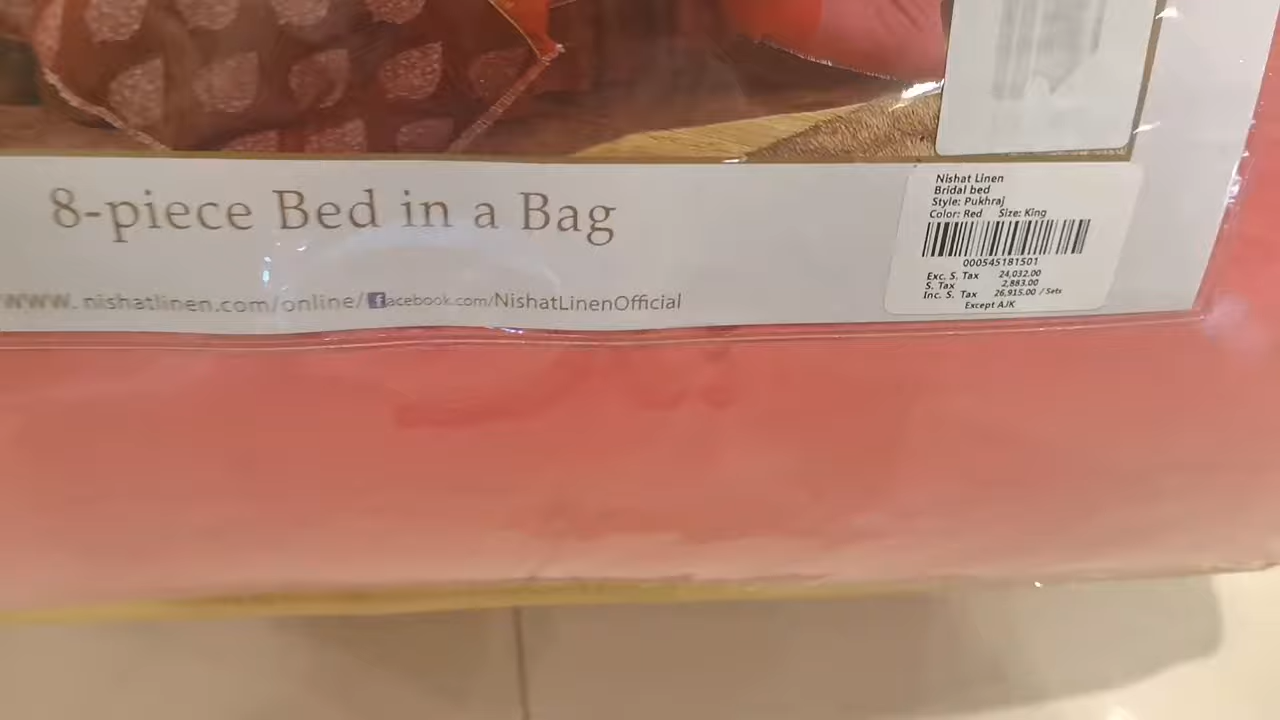 8-piece Bed in a Bag
www.nishatlinen.com/online/facebook.com/NishatLinenOfficial
Nishat Linen
Bridal bed
Style: Pukhraj
Color: Red Size: King
000545181501
Exc. S. Tax 24,032.00
S. Tax 2,883.00
Inc. S. Tax 26,915.00 / Sets
Except AJK